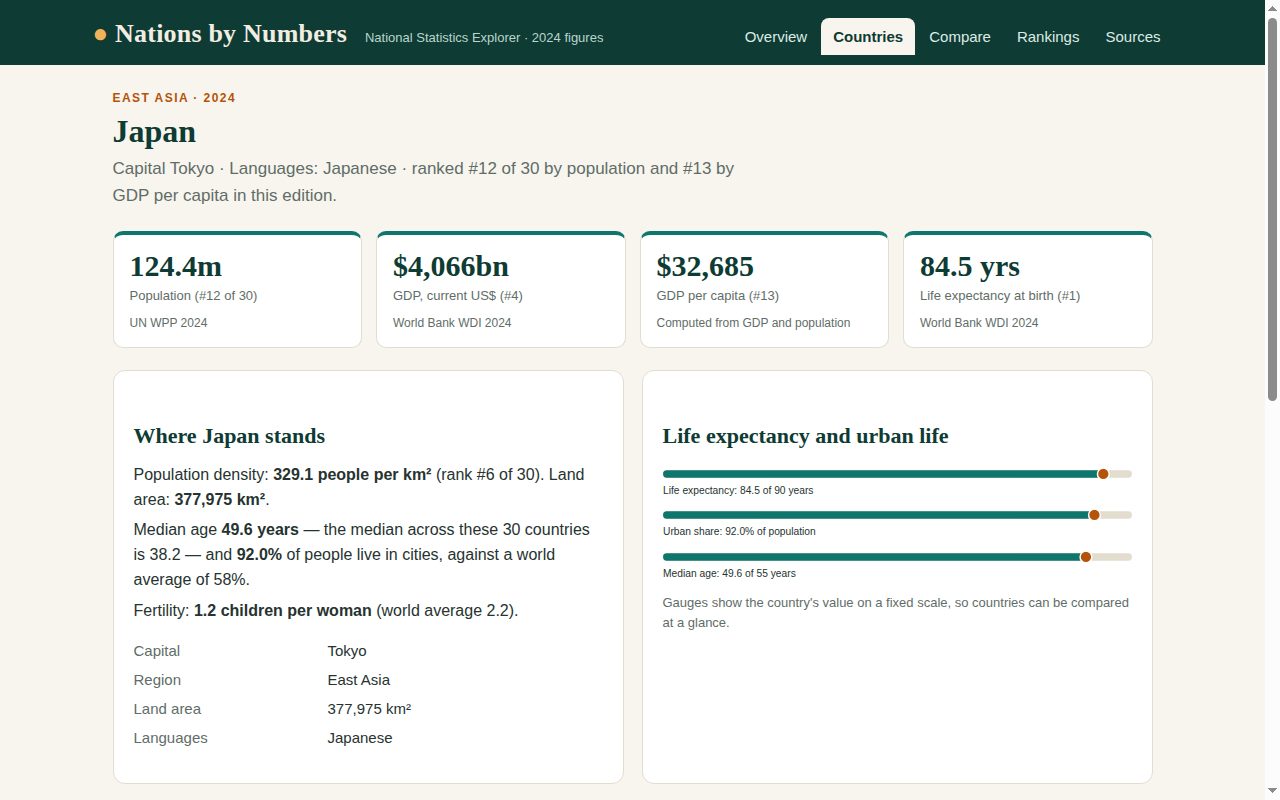 Nations by Numbers
National Statistics Explorer · 2024 figures
Countries
Overview
Compare
Rankings
Sources
EAST ASIA · 2024
Japan
Capital Tokyo · Languages: Japanese · ranked #12 of 30 by population and #13 by
GDP per capita in this edition.
124.4m
Population (#12 of 30)
UN WPP 2024
$4,066bn
GDP, current US$ (#4)
World Bank WDI 2024
$32,685
GDP per capita (#13)
Computed from GDP and population
84.5 yrs
Life expectancy at birth (#1)
World Bank WDI 2024
Where Japan stands
Population density: 329.1 people per km² (rank #6 of 30). Land
area: 377,975 km².
Median age 49.6 years — the median across these 30 countries
is 38.2 — and 92.0% of people live in cities, against a world
average of 58%.
Fertility: 1.2 children per woman (world average 2.2).
Capital Tokyo
Region East Asia
Land area 377,975 km²
Languages Japanese
Life expectancy and urban life
Life expectancy: 84.5 of 90 years
Urban share: 92.0% of population
Median age: 49.6 of 55 years
Gauges show the country's value on a fixed scale, so countries can be compared
at a glance.